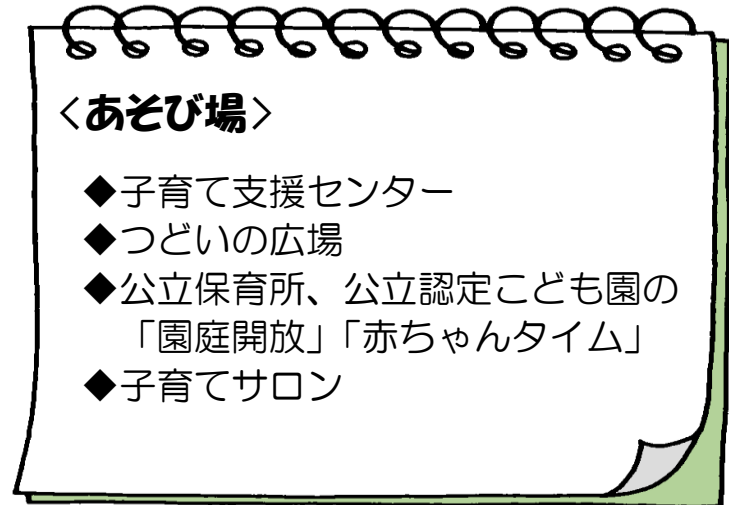 <あそび場>
◆子育て支援センター
◆つどいの広場
◆公立保育所、公立認定こども園の
「園庭開放」「赤ちゃんタイム」
◆子育てサロン